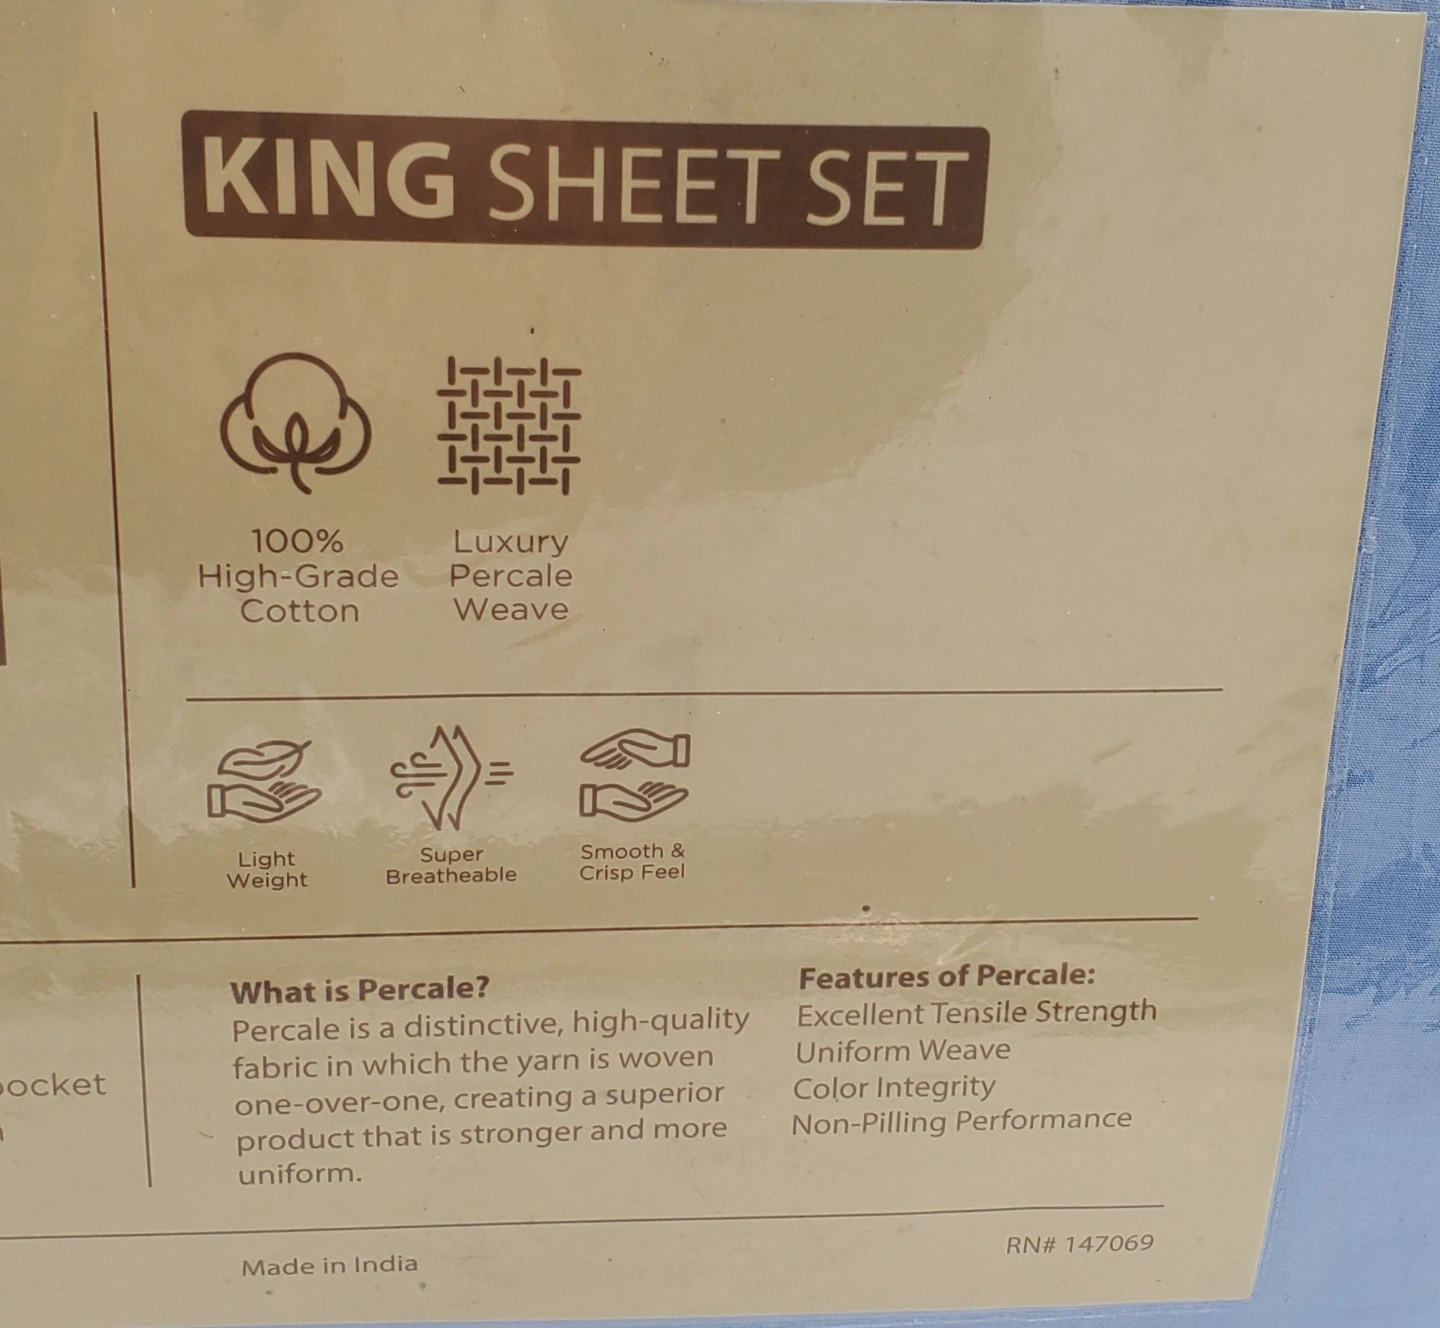 KING SHEET SET
100%
High-Grade
Cotton
Luxury
Percale
Weave
Light
Weight
Super
Breatheable
Smooth &
Crisp Feel
What is Percale?
Percale is a distinctive, high-quality
fabric in which the yarn is woven
one-over-one, creating a superior
product that is stronger and more
uniform.
Features of Percale:
Excellent Tensile Strength
Uniform Weave
Color Integrity
Non-Pilling Performance
Made in India
RN# 147069